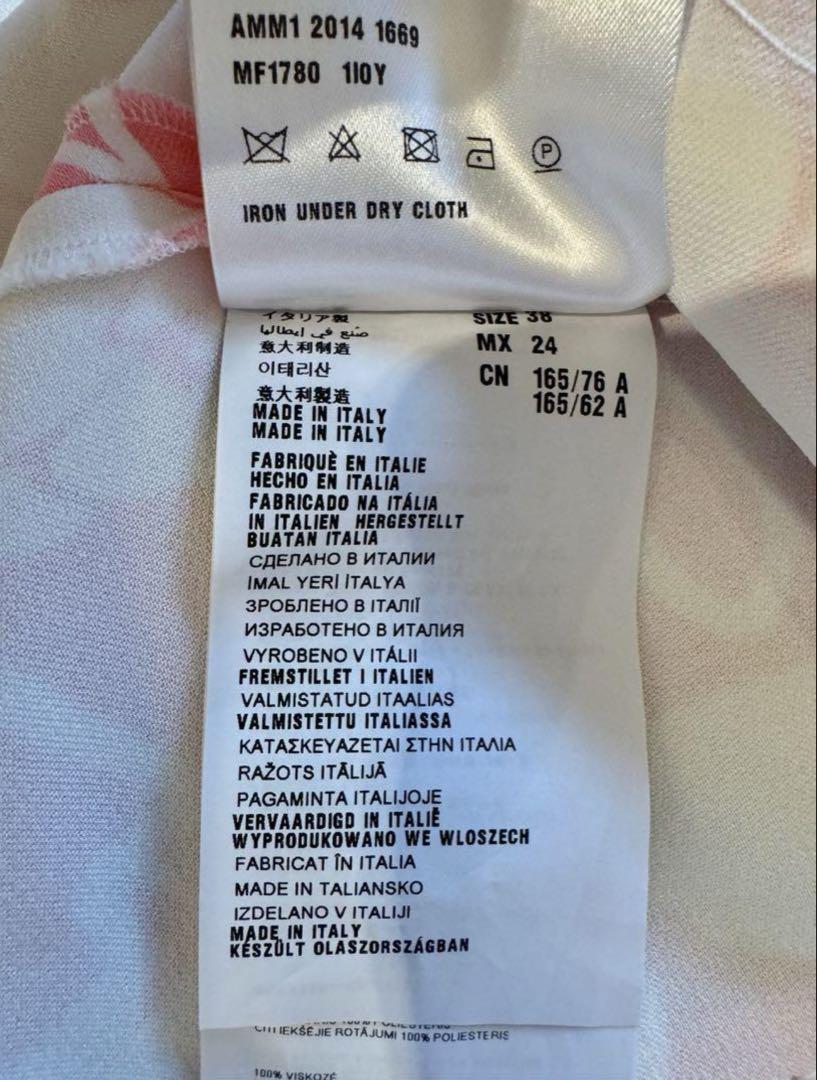 AMM1 2014 1669
MF1780 1I0Y
P
IRON UNDER DRY CLOTH
イタリア製
صنع في إيطاليا
意大利制造
이태리산
意大利製造
MADE IN ITALY
MADE IN ITALY
SIZE 38
MX 24
CN 165/76 A
165/62 A
FABRIQUÈ EN ITALIE
HECHO EN ITALIA
FABRICADO NA ITÁLIA
IN ITALIEN HERGESTELLT
BUATAN ITALIA
СДЕЛАНО В ИТАЛИИ
IMAL YERİ İTALYA
ЗРОБЛЕНО В ІТАЛІЇ
ИЗРАБОТЕНО В ИТАЛИЯ
VYROBENO V ITÁLII
FREMSTILLET I ITALIEN
VALMISTATUD ITAALIAS
VALMISTETTU ITALIASSA
ΚΑΤΑΣΚΕΥΑΖΕΤΑΙ ΣΤΗΝ ΙΤΑΛΙΑ
RAŽOTS ITĀLIJĀ
PAGAMINTA ITALIJOJE
VERVAARDIGD IN ITALIË
WYPRODUKOWANO WE WLOSZECH
FABRICAT ÎN ITALIA
MADE IN TALIANSKO
IZDELANO V ITALIJI
MADE IN ITALY
KÉSZÜLT OLASZORSZÁGBAN
CITI IEKŠĒJIE ROTĀJUMI 100% POLIESTERIS
100% VISKOZĖ